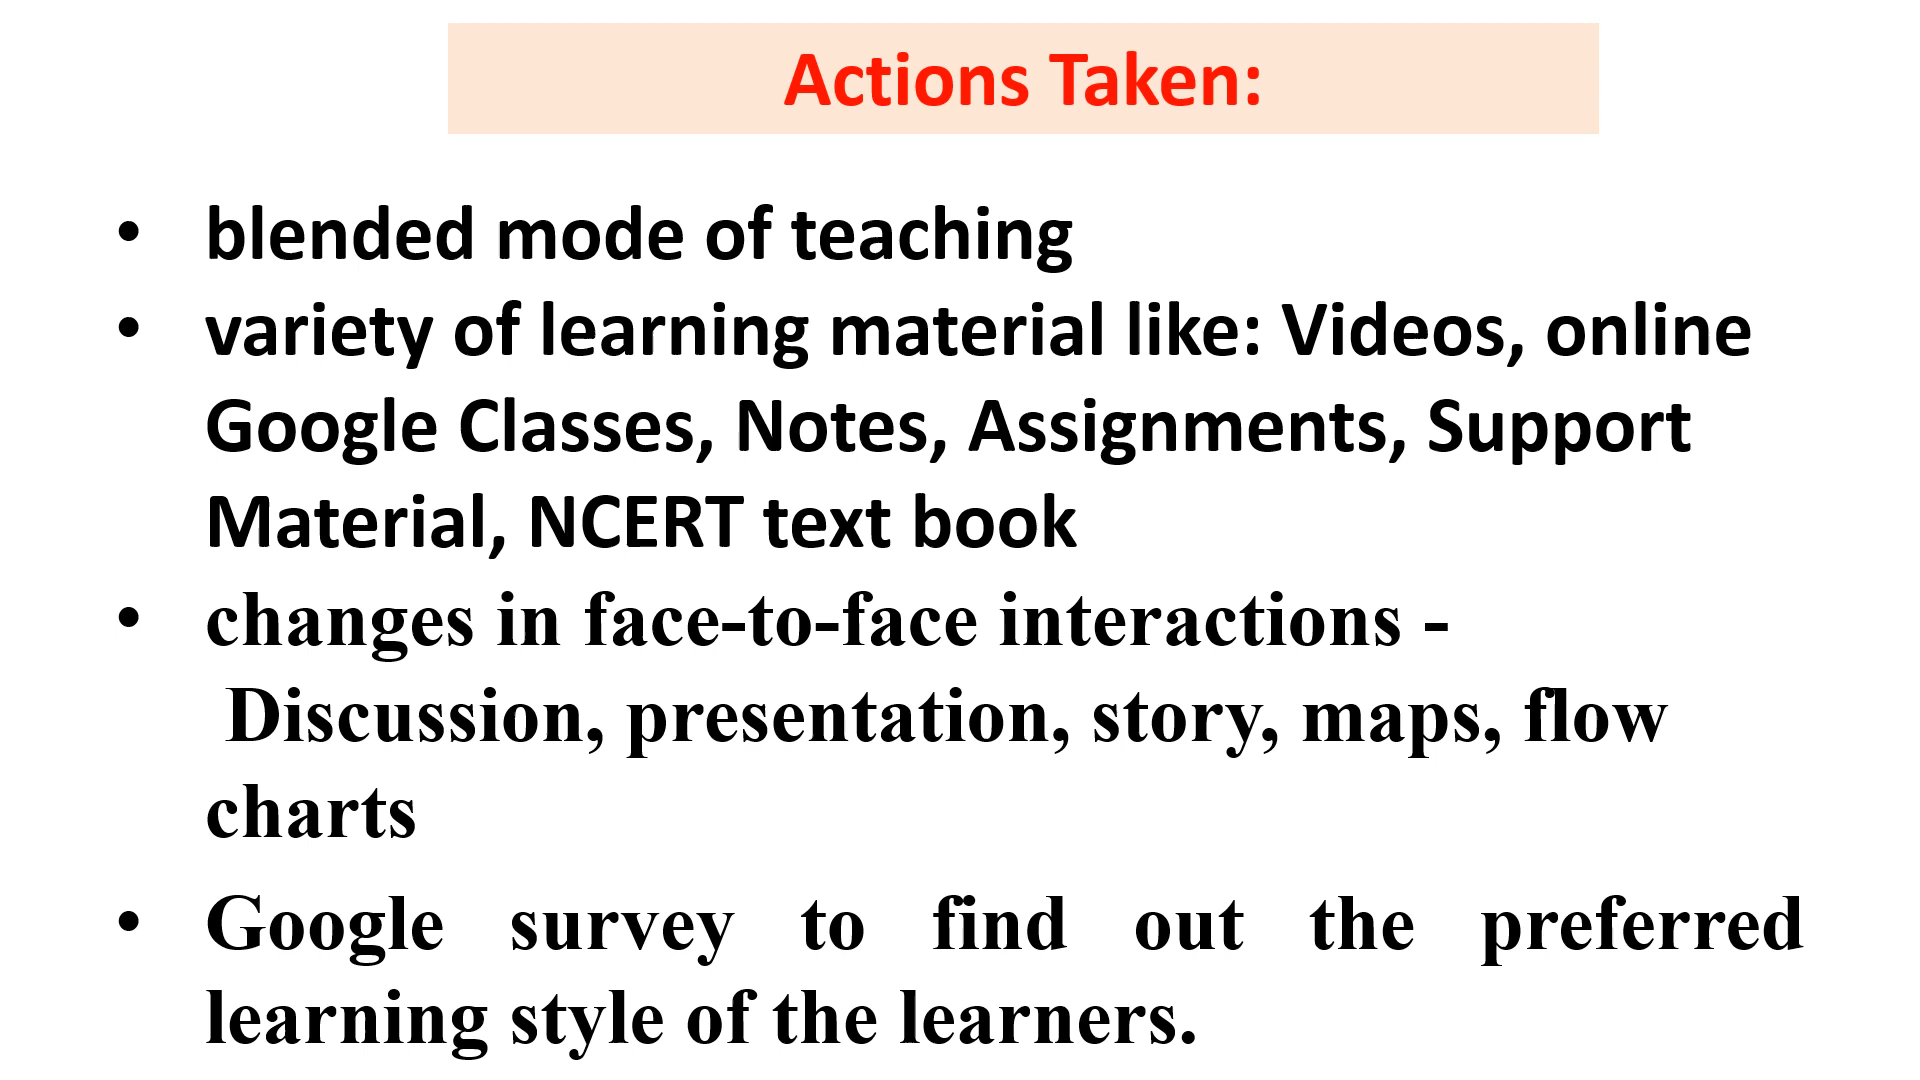 Actions Taken:
• blended mode of teaching
• variety of learning material like: Videos, online
Google Classes, Notes, Assignments, Support
Material, NCERT text book
• changes in face-to-face interactions -
Discussion, presentation, story, maps, flow
charts
• Google survey to find out the preferred
learning style of the learners.